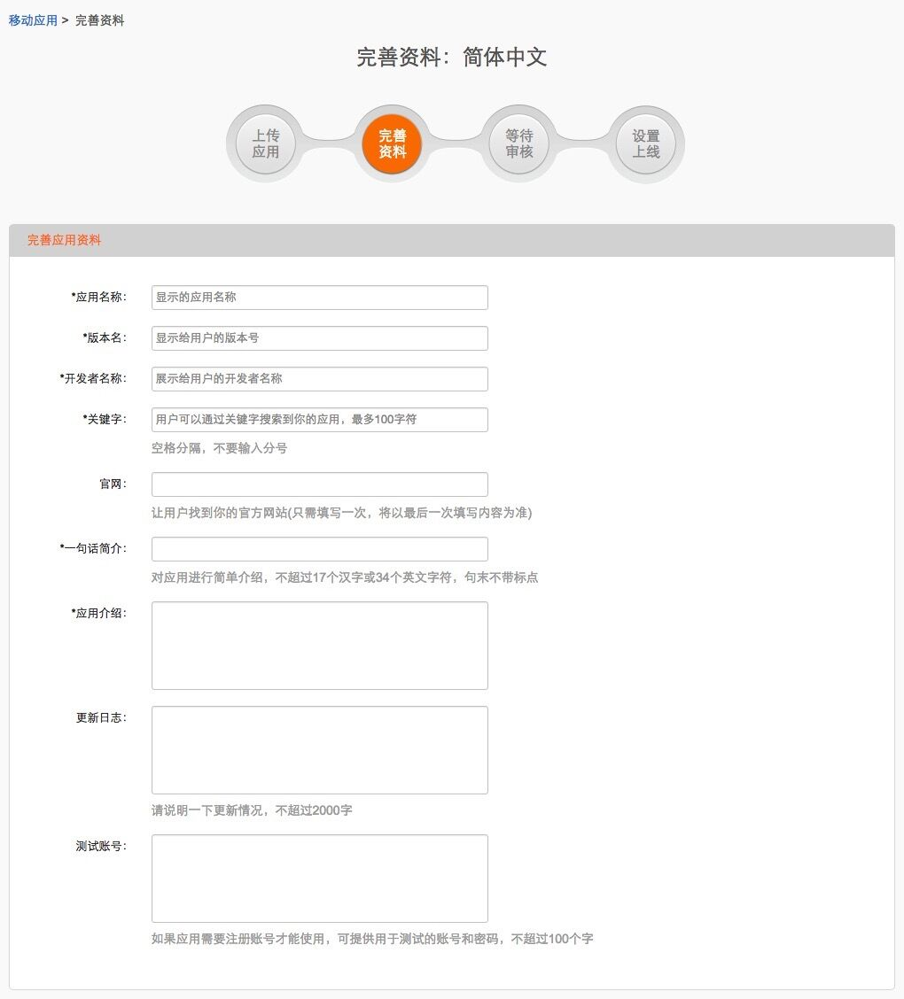 移动应用 > 完善资料
完善资料：简体中文
上传
应用
完善
资料
等待
审核
设置
上线
完善应用资料
*应用名称：
显示的应用名称
*版本名：
显示给用户的版本号
*开发者名称：
展示给用户的开发者名称
*关键字：
用户可以通过关键字搜索到你的应用，最多100字符
空格分隔，不要输入分号
官网：
让用户找到你的官方网站(只需填写一次，将以最后一次填写内容为准)
*一句话简介：
对应用进行简单介绍，不超过17个汉字或34个英文字符，句末不带标点
*应用介绍：
更新日志：
请说明一下更新情况，不超过2000字
测试账号：
如果应用需要注册账号才能使用，可提供用于测试的账号和密码，不超过100个字